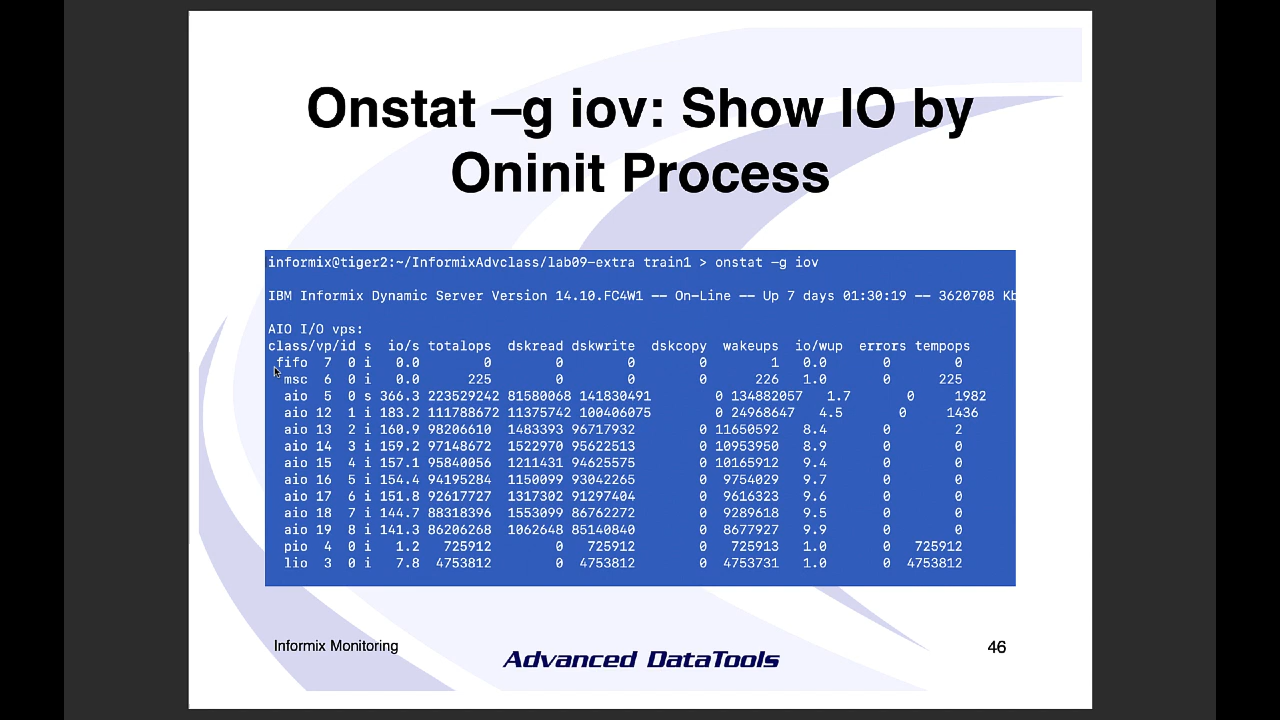 Onstat –g iov: Show IO by
Oninit Process
informix@tiger2:~/InformixAdvclass/lab09-extra train1 > onstat -g iov
IBM Informix Dynamic Server Version 14.10.FC4W1 -- On-Line -- Up 7 days 01:30:19 -- 3620708 Kb
AIO I/O vps:
class/vp/id s io/s totalops dskread dskwrite dskcopy wakeups io/wup errors tempops
fifo 7 0 i 0.0 0 0 0 0 1 0.0 0 0
msc 6 0 i 0.0 225 0 0 0 226 1.0 0 225
aio 5 0 s 366.3 223529242 81580068 141830491 0 134882057 1.7 0 1982
aio 12 1 i 183.2 111788672 11375742 100406075 0 24968647 4.5 0 1436
aio 13 2 i 160.9 98206610 1483393 96717932 0 11650592 8.4 0 2
aio 14 3 i 159.2 97148672 1522970 95622513 0 10953950 8.9 0 0
aio 15 4 i 157.1 95840056 1211431 94625575 0 10165912 9.4 0 0
aio 16 5 i 154.4 94195284 1150099 93042265 0 9754029 9.7 0 0
aio 17 6 i 151.8 92617727 1317302 91297404 0 9616323 9.6 0 0
aio 18 7 i 144.7 88318396 1553099 86762272 0 9289618 9.5 0 0
aio 19 8 i 141.3 86206268 1062648 85140840 0 8677927 9.9 0 0
pio 4 0 i 1.2 725912 0 725912 0 725913 1.0 0 725912
lio 3 0 i 7.8 4753812 0 4753812 0 4753731 1.0 0 4753812
Informix Monitoring
Advanced DataTools
46